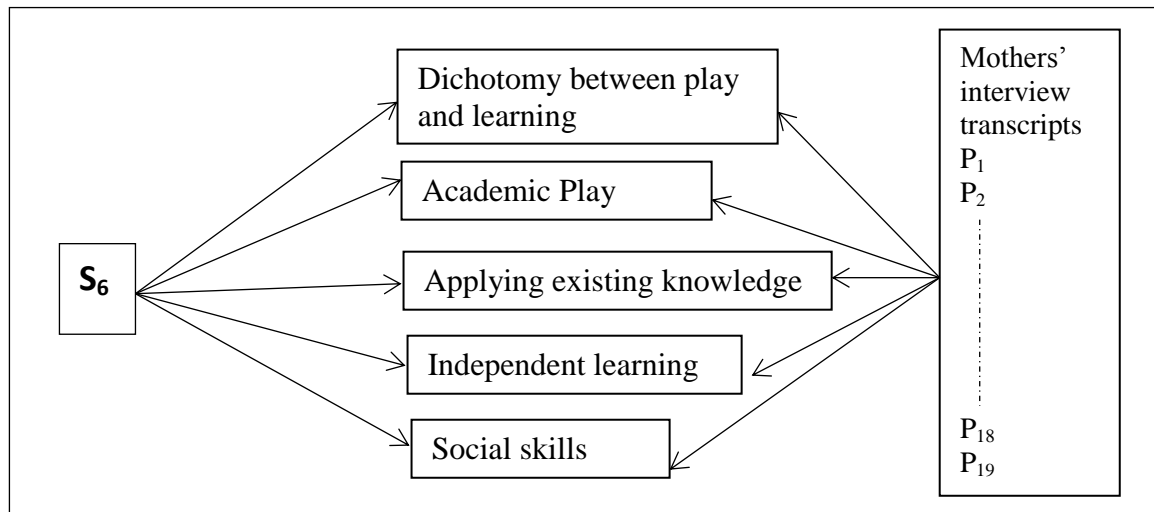 S₆
Dichotomy between play
and learning
Academic Play
Applying existing knowledge
Independent learning
Social skills
Mothers’
interview
transcripts
P₁
P₂
P₁₈
P₁₉